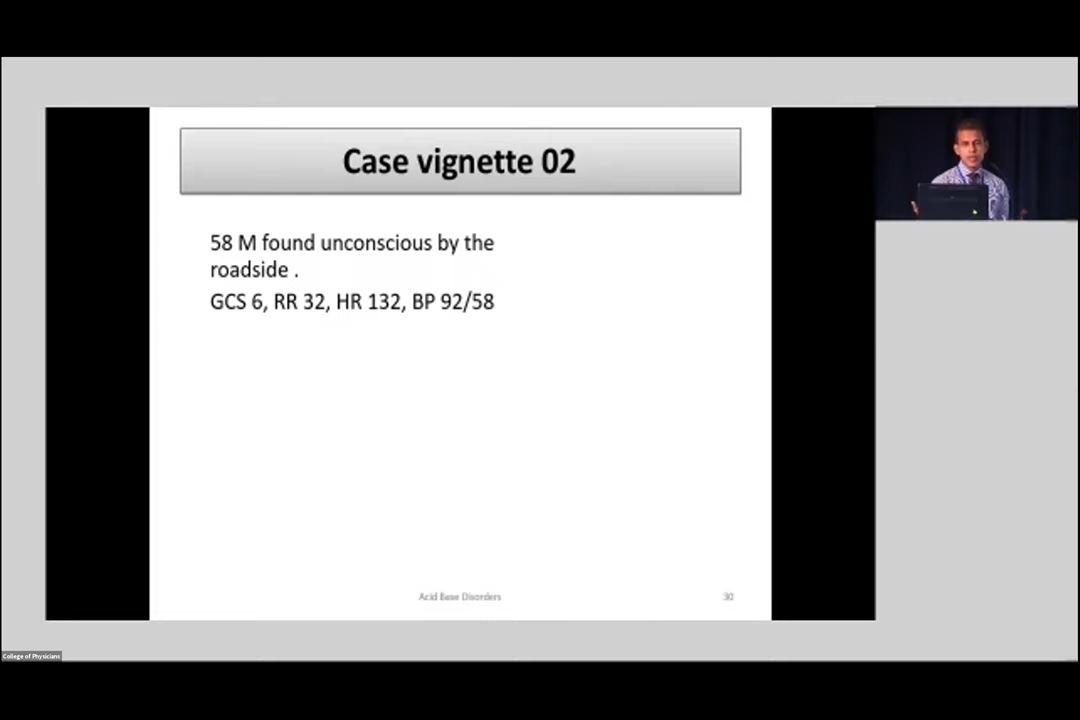 Case vignette 02
58 M found unconscious by the
roadside .
GCS 6, RR 32, HR 132, BP 92/58
Acid Base Disorders
30
College of Physicians